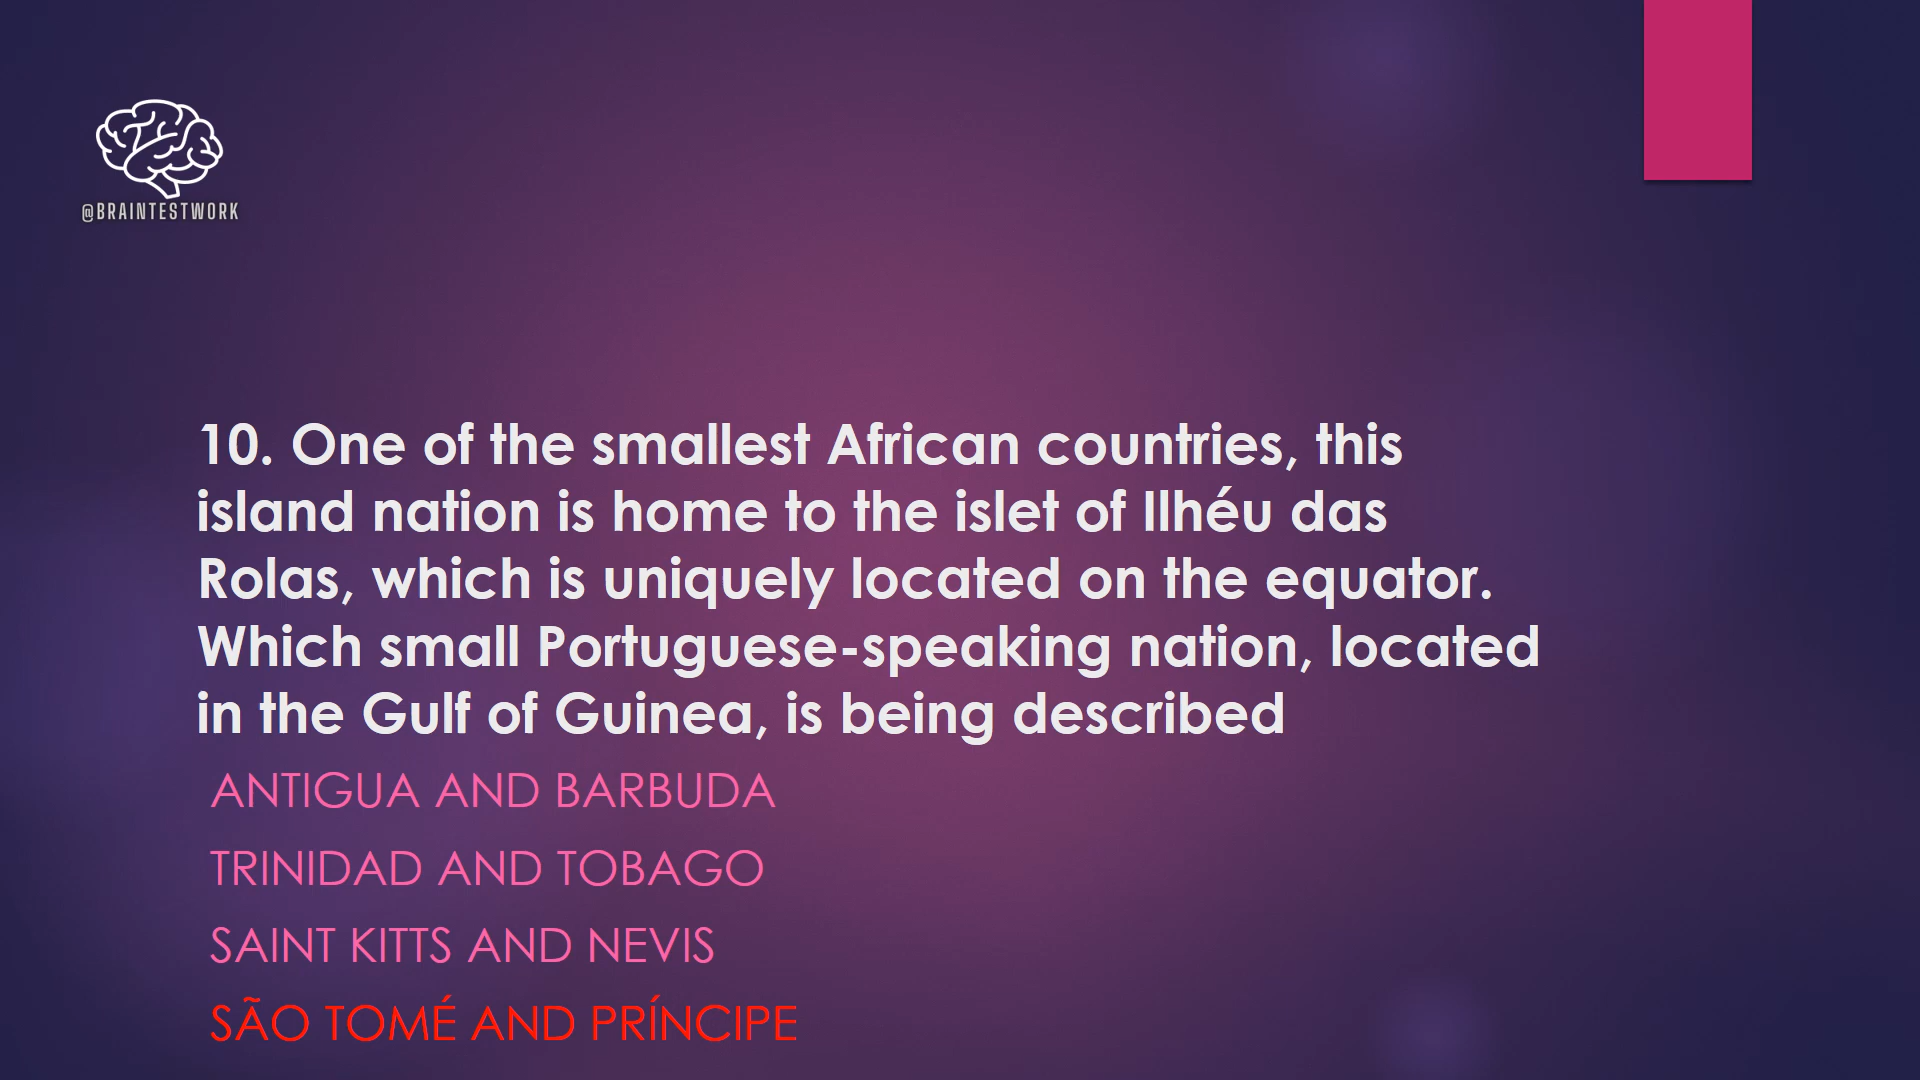 @BRAINTESTWORK
10. One of the smallest African countries, this
island nation is home to the islet of Ilhéu das
Rolas, which is uniquely located on the equator.
Which small Portuguese-speaking nation, located
in the Gulf of Guinea, is being described
ANTIGUA AND BARBUDA
TRINIDAD AND TOBAGO
SAINT KITTS AND NEVIS
SÃO TOMÉ AND PRÍNCIPE